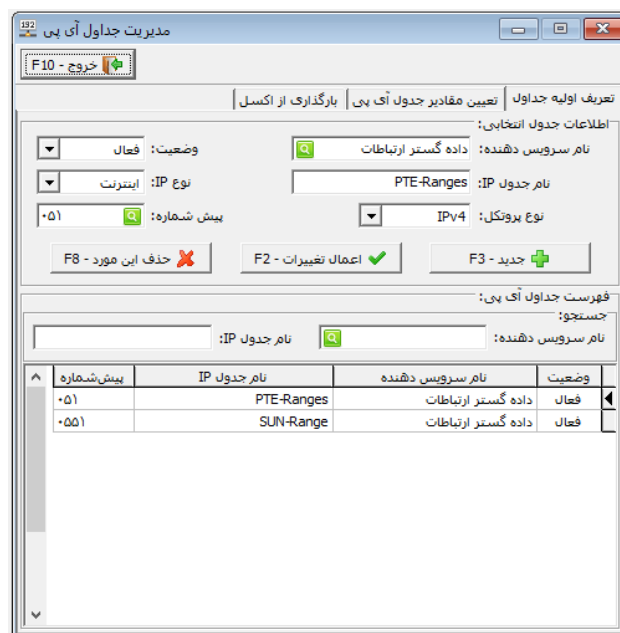 مدیریت جداول آی پی
خروج - F10
تعریف اولیه جداول | تعیین مقادیر جدول آی پی | بارگذاری از اکسل
اطلاعات جدول انتخابی:
نام سرویس دهنده: داده گستر ارتباطات وضعیت: فعال
نام جدول IP: PTE-Ranges نوع IP: اینترنت
نوع پروتکل: IPv4 پیش شماره: ۰۵۱
جدید - F3 اعمال تغییرات - F2 حذف این مورد - F8
فهرست جداول آی پی:
جستجو:
نام سرویس دهنده: نام جدول IP:
وضعیت نام سرویس دهنده نام جدول IP پیش‌شماره
فعال داده گستر ارتباطات PTE-Ranges ۰۵۱
فعال داده گستر ارتباطات SUN-Range ۰۵۵۱